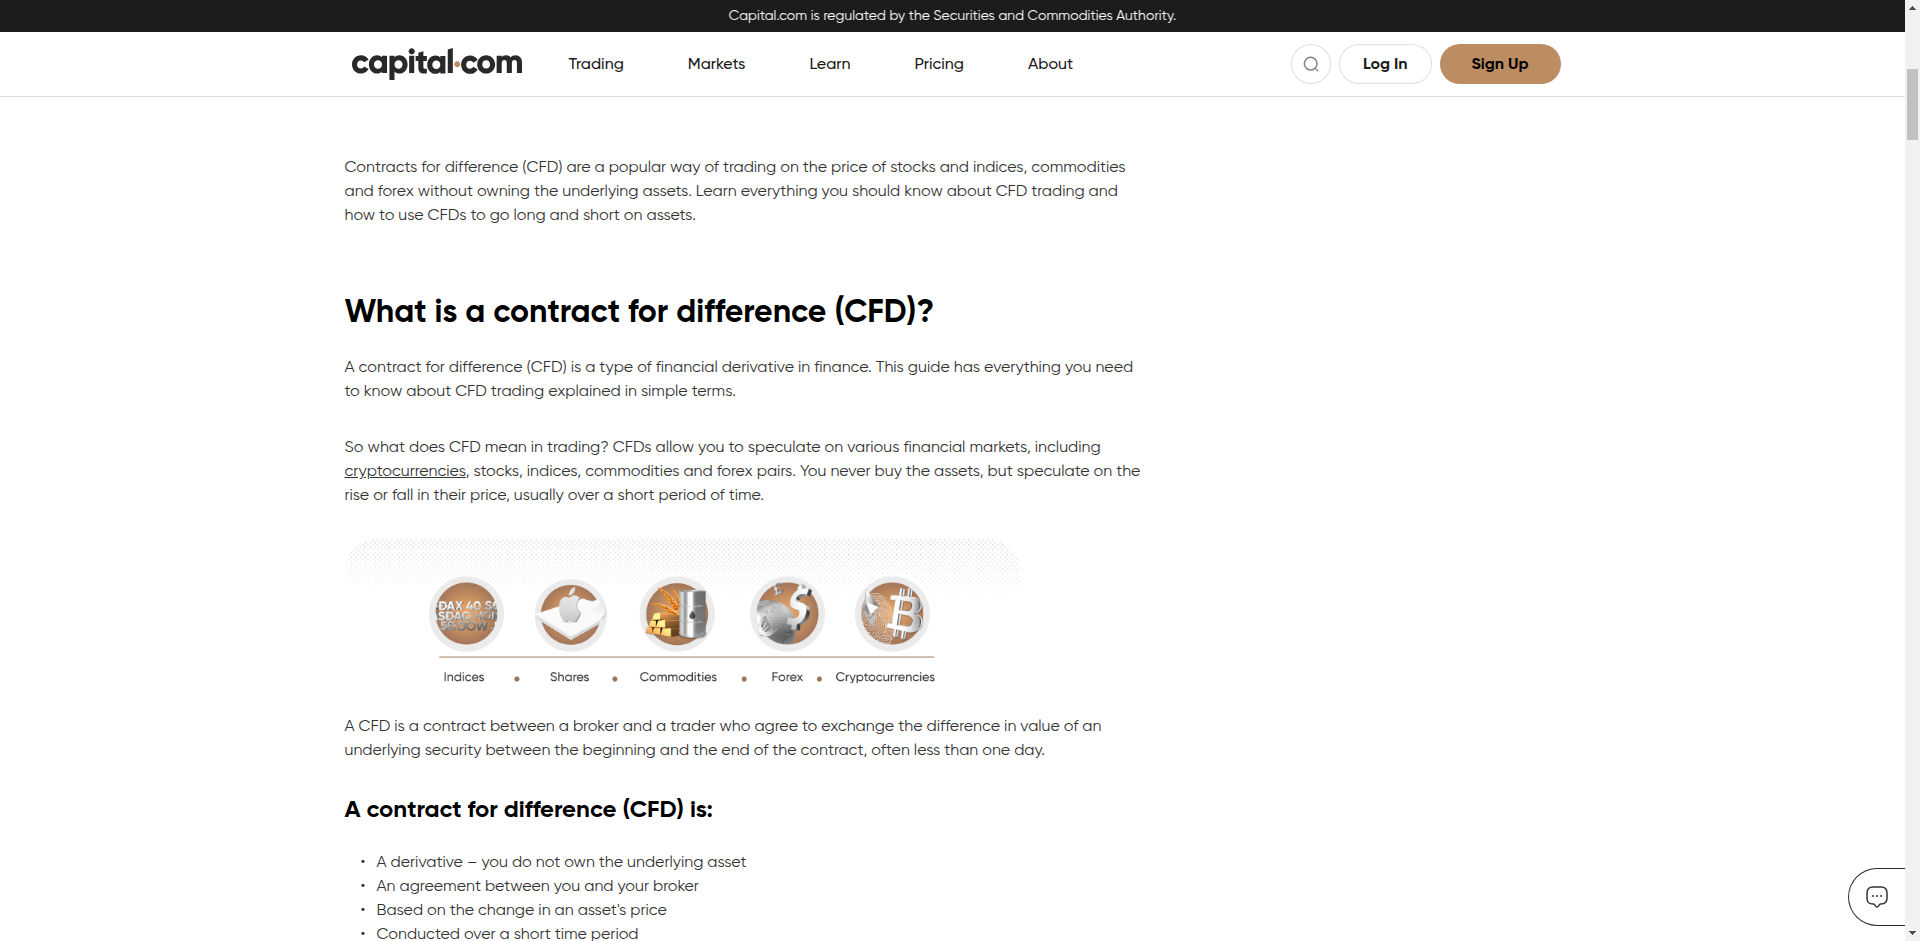 Capital.com is regulated by the Securities and Commodities Authority.
capital.com Trading Markets Learn Pricing About Log In Sign Up
Contracts for difference (CFD) are a popular way of trading on the price of stocks and indices, commodities
and forex without owning the underlying assets. Learn everything you should know about CFD trading and
how to use CFDs to go long and short on assets.
What is a contract for difference (CFD)?
A contract for difference (CFD) is a type of financial derivative in finance. This guide has everything you need
to know about CFD trading explained in simple terms.
So what does CFD mean in trading? CFDs allow you to speculate on various financial markets, including
cryptocurrencies, stocks, indices, commodities and forex pairs. You never buy the assets, but speculate on the
rise or fall in their price, usually over a short period of time.
DAX 40
Indices • Shares • Commodities • Forex • Cryptocurrencies
A CFD is a contract between a broker and a trader who agree to exchange the difference in value of an
underlying security between the beginning and the end of the contract, often less than one day.
A contract for difference (CFD) is:
• A derivative – you do not own the underlying asset
• An agreement between you and your broker
• Based on the change in an asset's price
• Conducted over a short time period